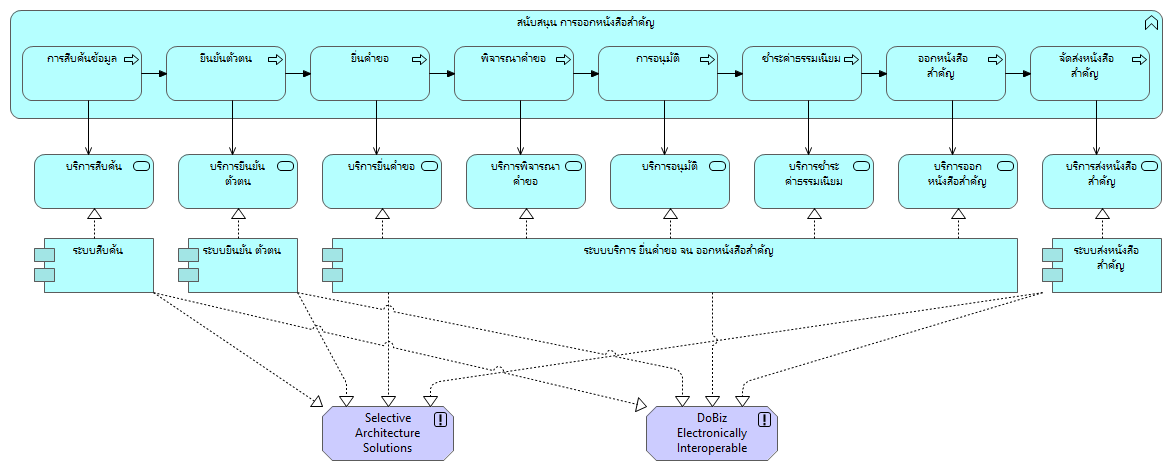 สนับสนุน การออกหนังสือสำคัญ
การสืบค้นข้อมูล
ยืนยันตัวตน
ยื่นคำขอ
พิจารณาคำขอ
การอนุมัติ
ชำระค่าธรรมเนียม
ออกหนังสือ
สำคัญ
จัดส่งหนังสือ
สำคัญ
บริการสืบค้น
บริการยืนยัน
ตัวตน
บริการยื่นคำขอ
บริการพิจารณา
คำขอ
บริการอนุมัติ
บริการชำระ
ค่าธรรมเนียม
บริการออก
หนังสือสำคัญ
บริการส่งหนังสือ
สำคัญ
ระบบสืบค้น
ระบบยืนยัน ตัวตน
ระบบบริการ ยื่นคำขอ จน ออกหนังสือสำคัญ
ระบบส่งหนังสือ
สำคัญ
Selective
Architecture
Solutions
DoBiz
Electronically
Interoperable